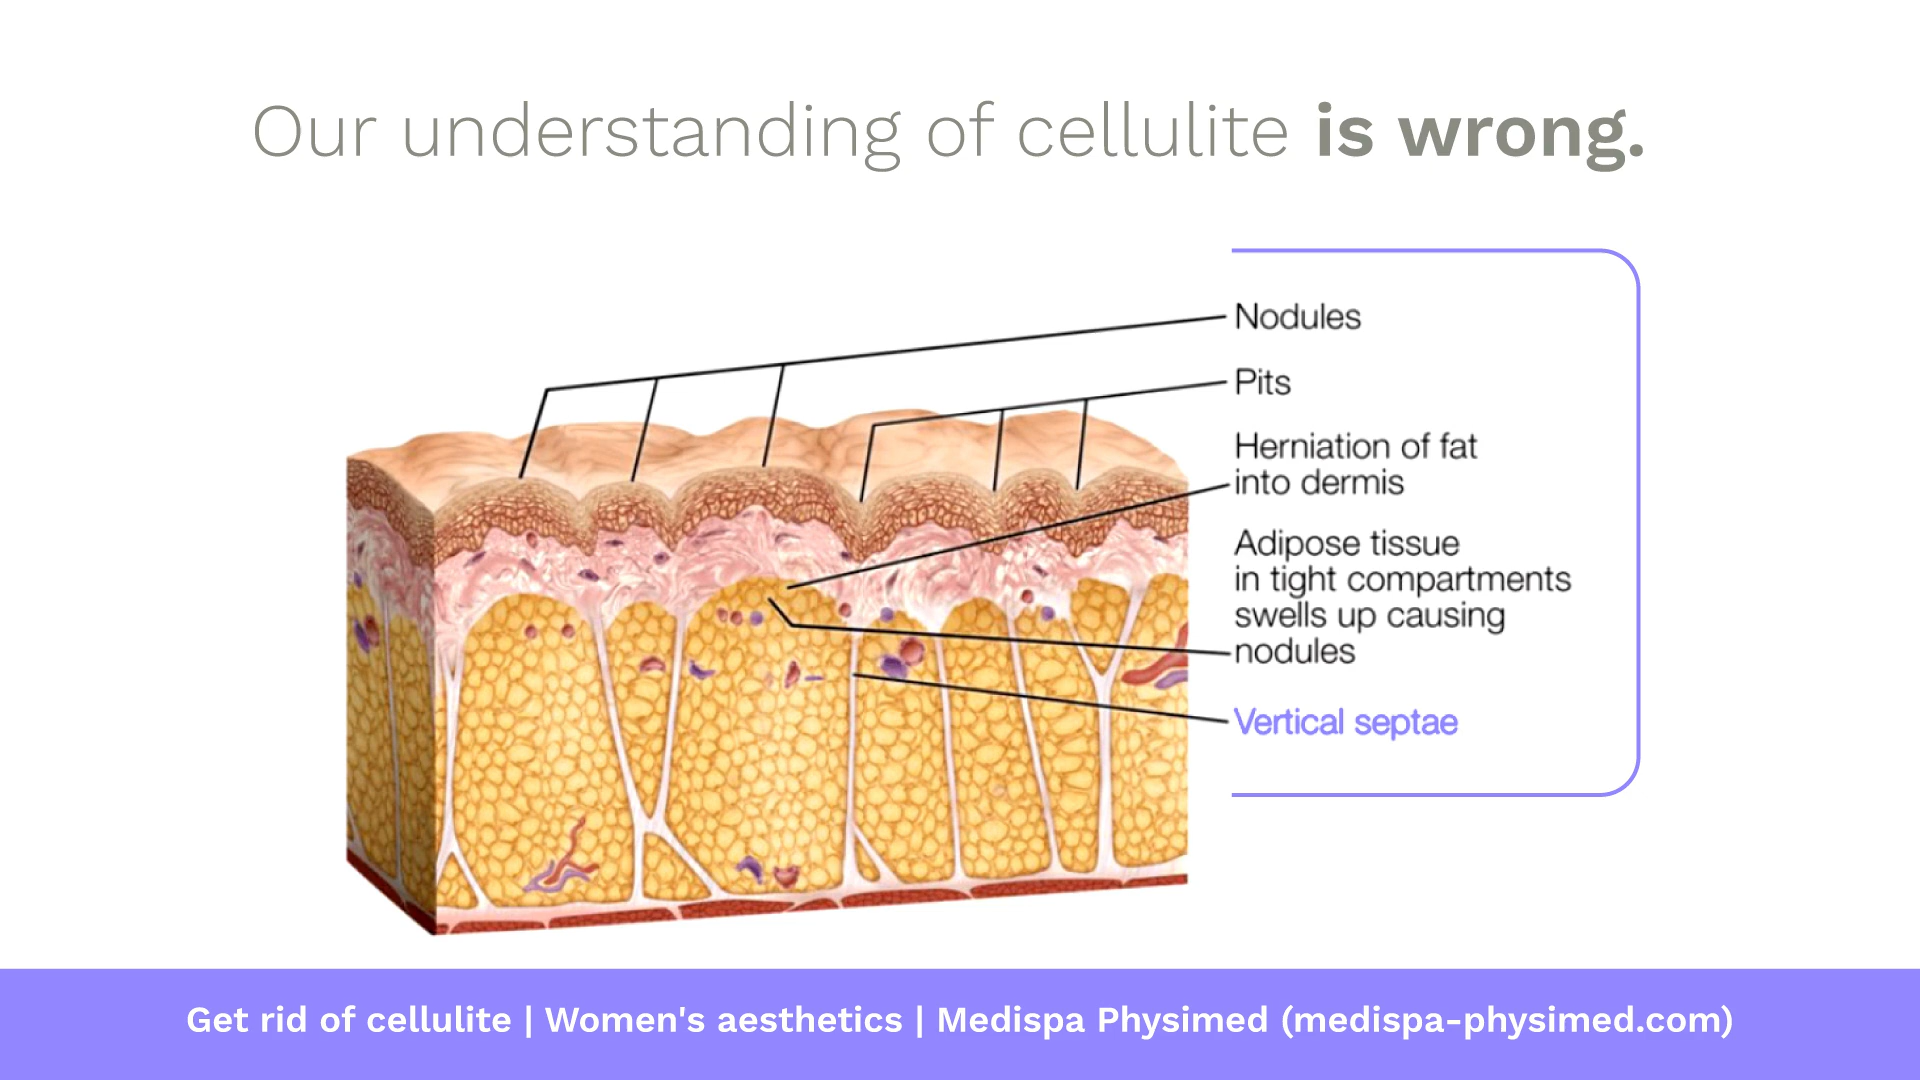 Our understanding of cellulite is wrong.
Nodules
Pits
Herniation of fat
into dermis
Adipose tissue
in tight compartments
swells up causing
nodules
Vertical septae
Get rid of cellulite | Women's aesthetics | Medispa Physimed (medispa-physimed.com)